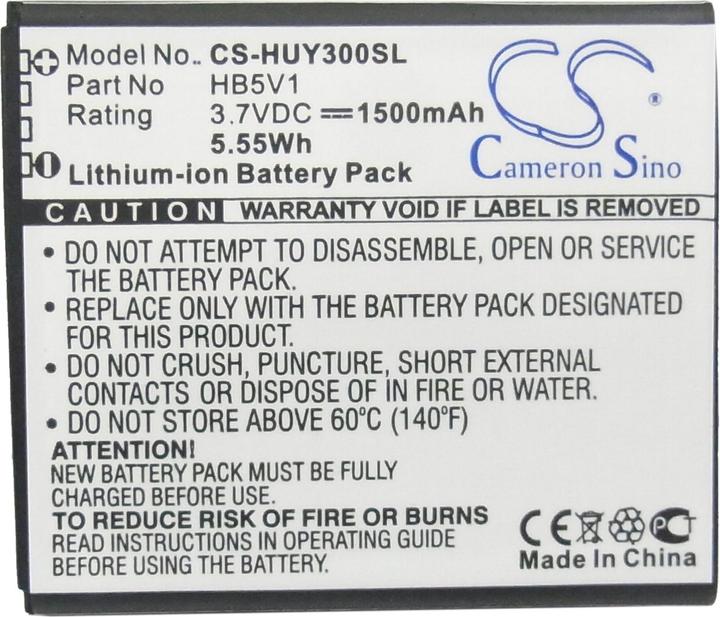 Model No.. CS-HUY300SL
Part No HB5V1
Rating 3.7VDC 1500mAh
5.55Wh
Lithium-ion Battery Pack
CS ®
Cameron Sino
CAUTION WARRANTY VOID IF LABEL IS REMOVED
• DO NOT ATTEMPT TO DISASSEMBLE, OPEN OR SERVICE
THE BATTERY PACK.
• REPLACE ONLY WITH THE BATTERY PACK DESIGNATED
FOR THIS PRODUCT.
• DO NOT CRUSH, PUNCTURE, SHORT EXTERNAL
CONTACTS OR DISPOSE OF IN FIRE OR WATER.
• DO NOT STORE ABOVE 60°C (140°F)
ATTENTION!
NEW BATTERY PACK MUST BE FULLY
CHARGED BEFORE USE.
TO REDUCE RISK OF FIRE OR BURNS
READ INSTRUCTIONS IN OPERATING GUIDE
BEFORE USING THE BATTERY.
CE PCT
Made In China